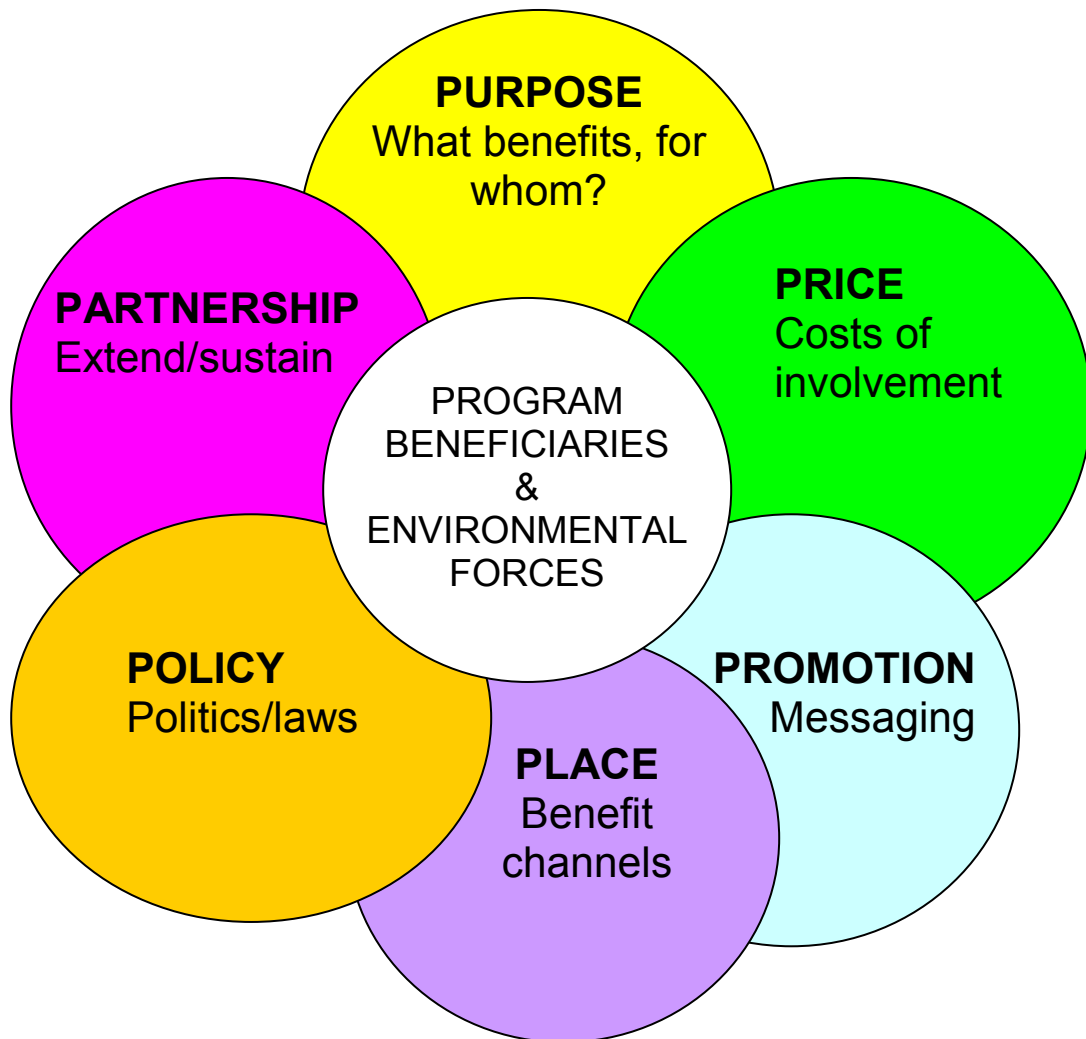 PURPOSE
What benefits, for
whom?
PRICE
Costs of
involvement
PARTNERSHIP
Extend/sustain
PROGRAM
BENEFICIARIES
&
ENVIRONMENTAL
FORCES
POLICY
Politics/laws
PROMOTION
Messaging
PLACE
Benefit
channels